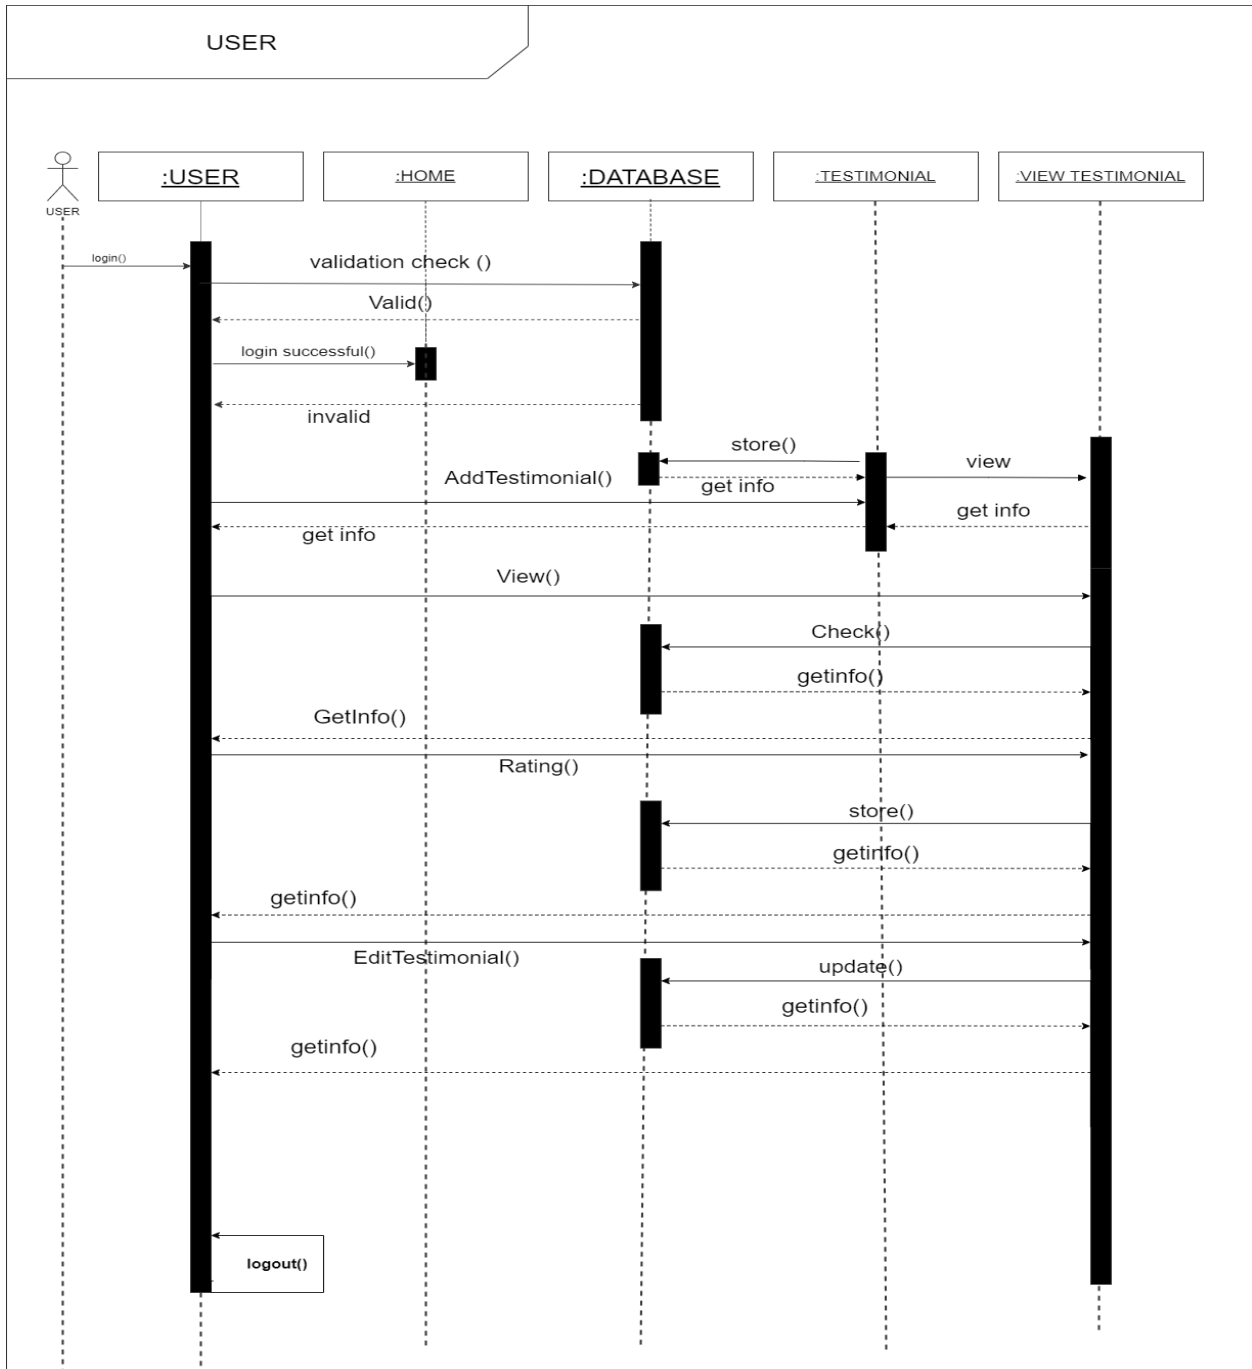 USER
:USER
:HOME
:DATABASE
:TESTIMONIAL
:VIEW TESTIMONIAL
USER
login()
validation check ()
Valid()
login successful()
invalid
store()
view
AddTestimonial()
get info
get info
get info
View()
Check()
getinfo()
GetInfo()
Rating()
store()
getinfo()
getinfo()
EditTestimonial()
update()
getinfo()
getinfo()
logout()